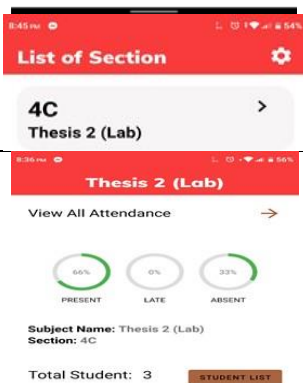 8:45 PM 54%
List of Section
4C
Thesis 2 (Lab)
8:36 PM 56%
Thesis 2 (Lab)
View All Attendance
66% 0% 33%
PRESENT LATE ABSENT
Subject Name: Thesis 2 (Lab)
Section: 4C
Total Student: 3 STUDENT LIST